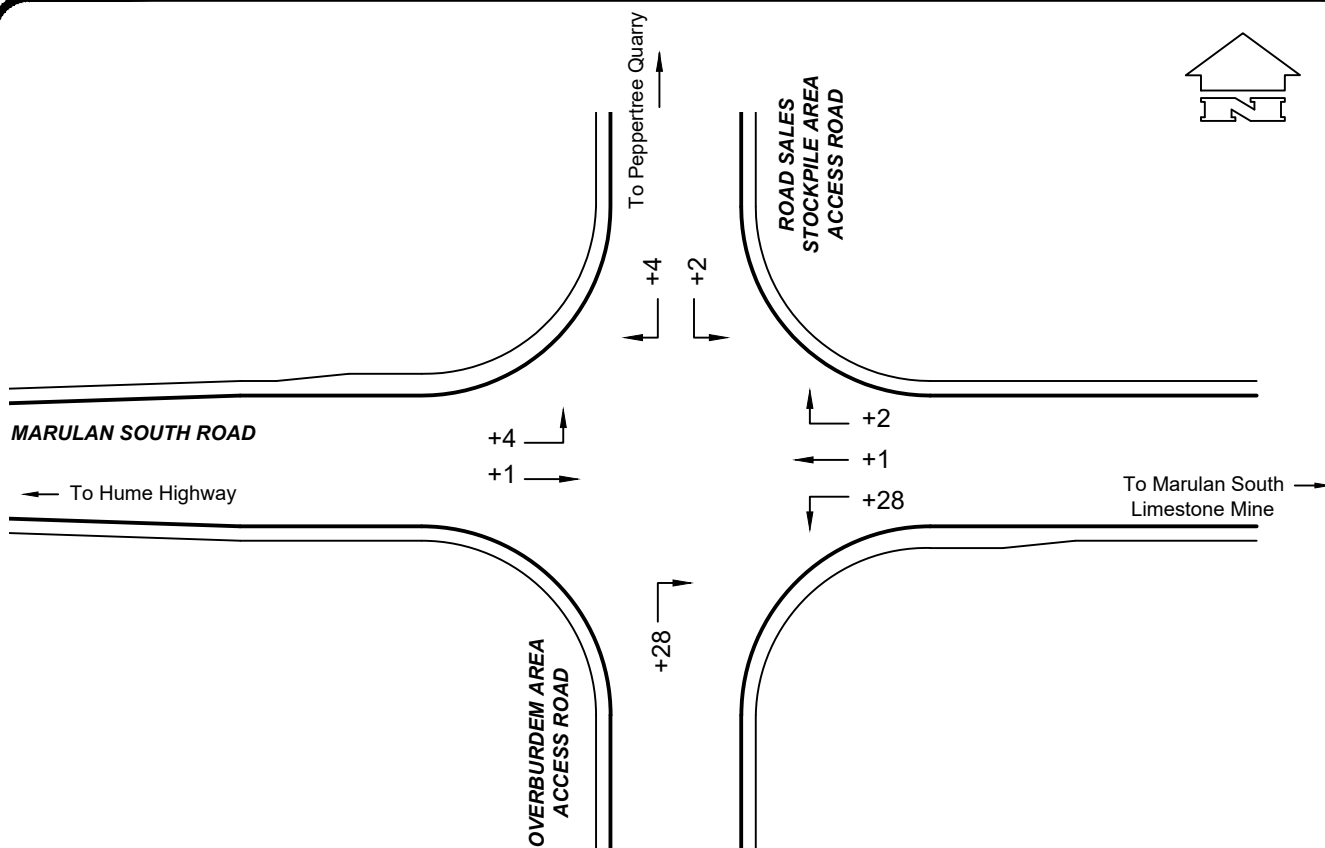 To Peppertree Quarry
ROAD SALES
STOCKPILE AREA
ACCESS ROAD
N
+4
+2
MARULAN SOUTH ROAD
+4
+1
To Hume Highway
+2
+1
+28
To Marulan South
Limestone Mine
+28
OVERBURDEM AREA
ACCESS ROAD